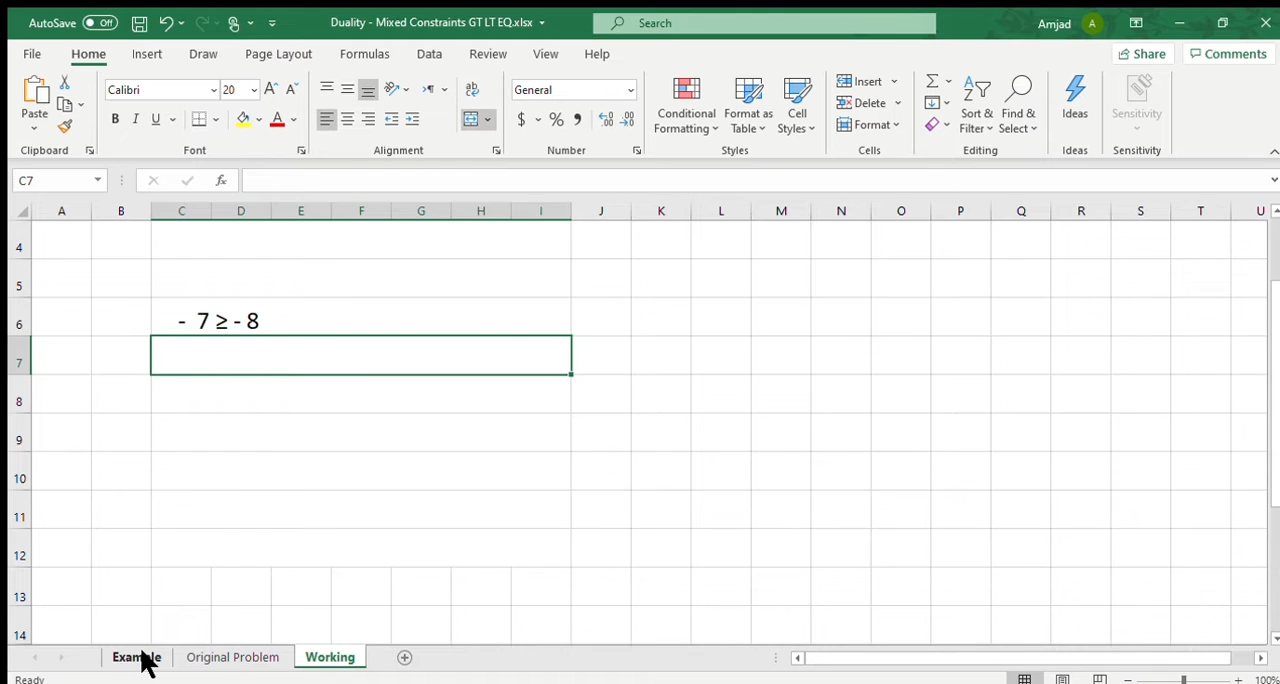 AutoSave Off Duality - Mixed Constraints GT LT EQ.xlsx Search Amjad A
File Home Insert Draw Page Layout Formulas Data Review View Help Share Comments
Calibri 20 General Insert
Paste B I U A $ % Conditional Formatting Format as Table Cell Styles Delete Format Sort & Filter Find & Select Ideas Sensitivity
Clipboard Font Alignment Number Styles Cells Editing Ideas Sensitivity
C7 fx
A B C D E F G H I J K L M N O P Q R S T U
4
5
6 - 7 ≥ - 8
7
8
9
10
11
12
13
14
Example Original Problem Working
Ready 100%